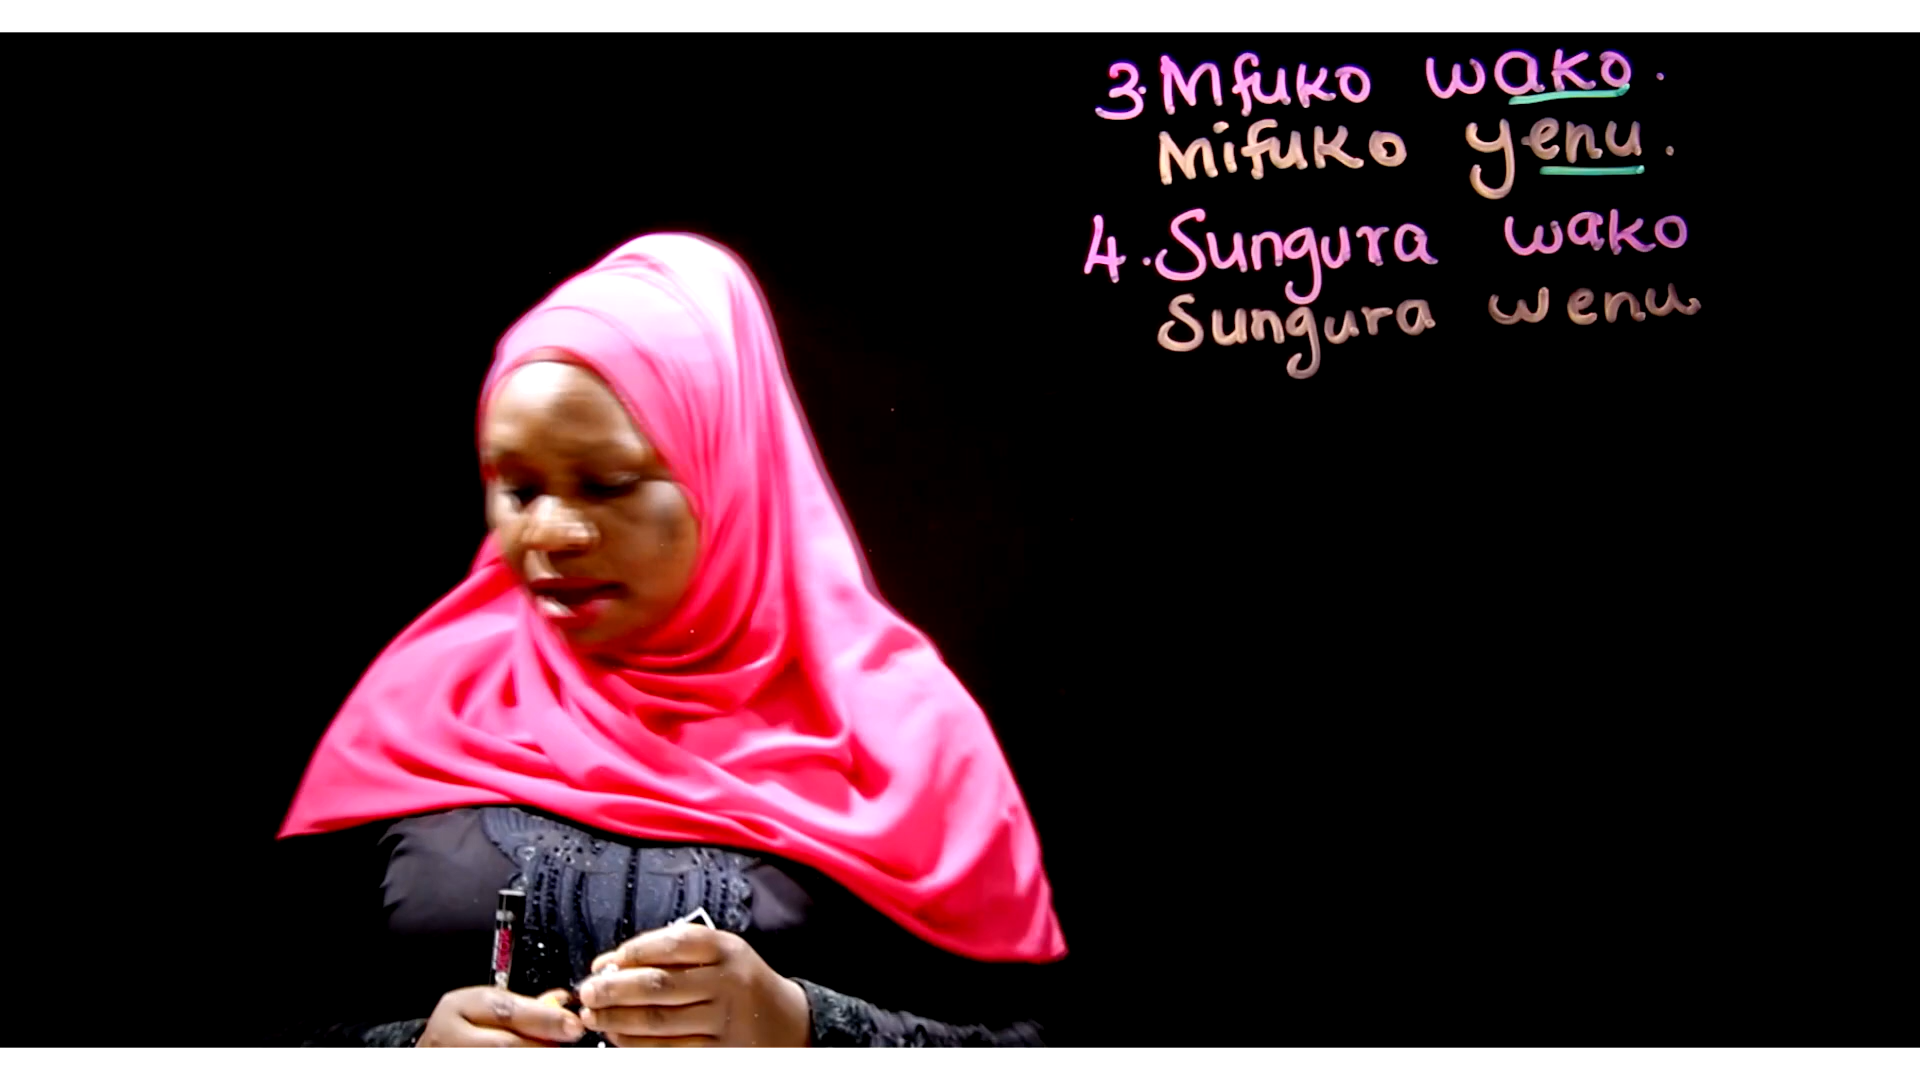 3. Mfuko wako.
Mifuko yenu.
4. Sungura wako
Sungura wenu